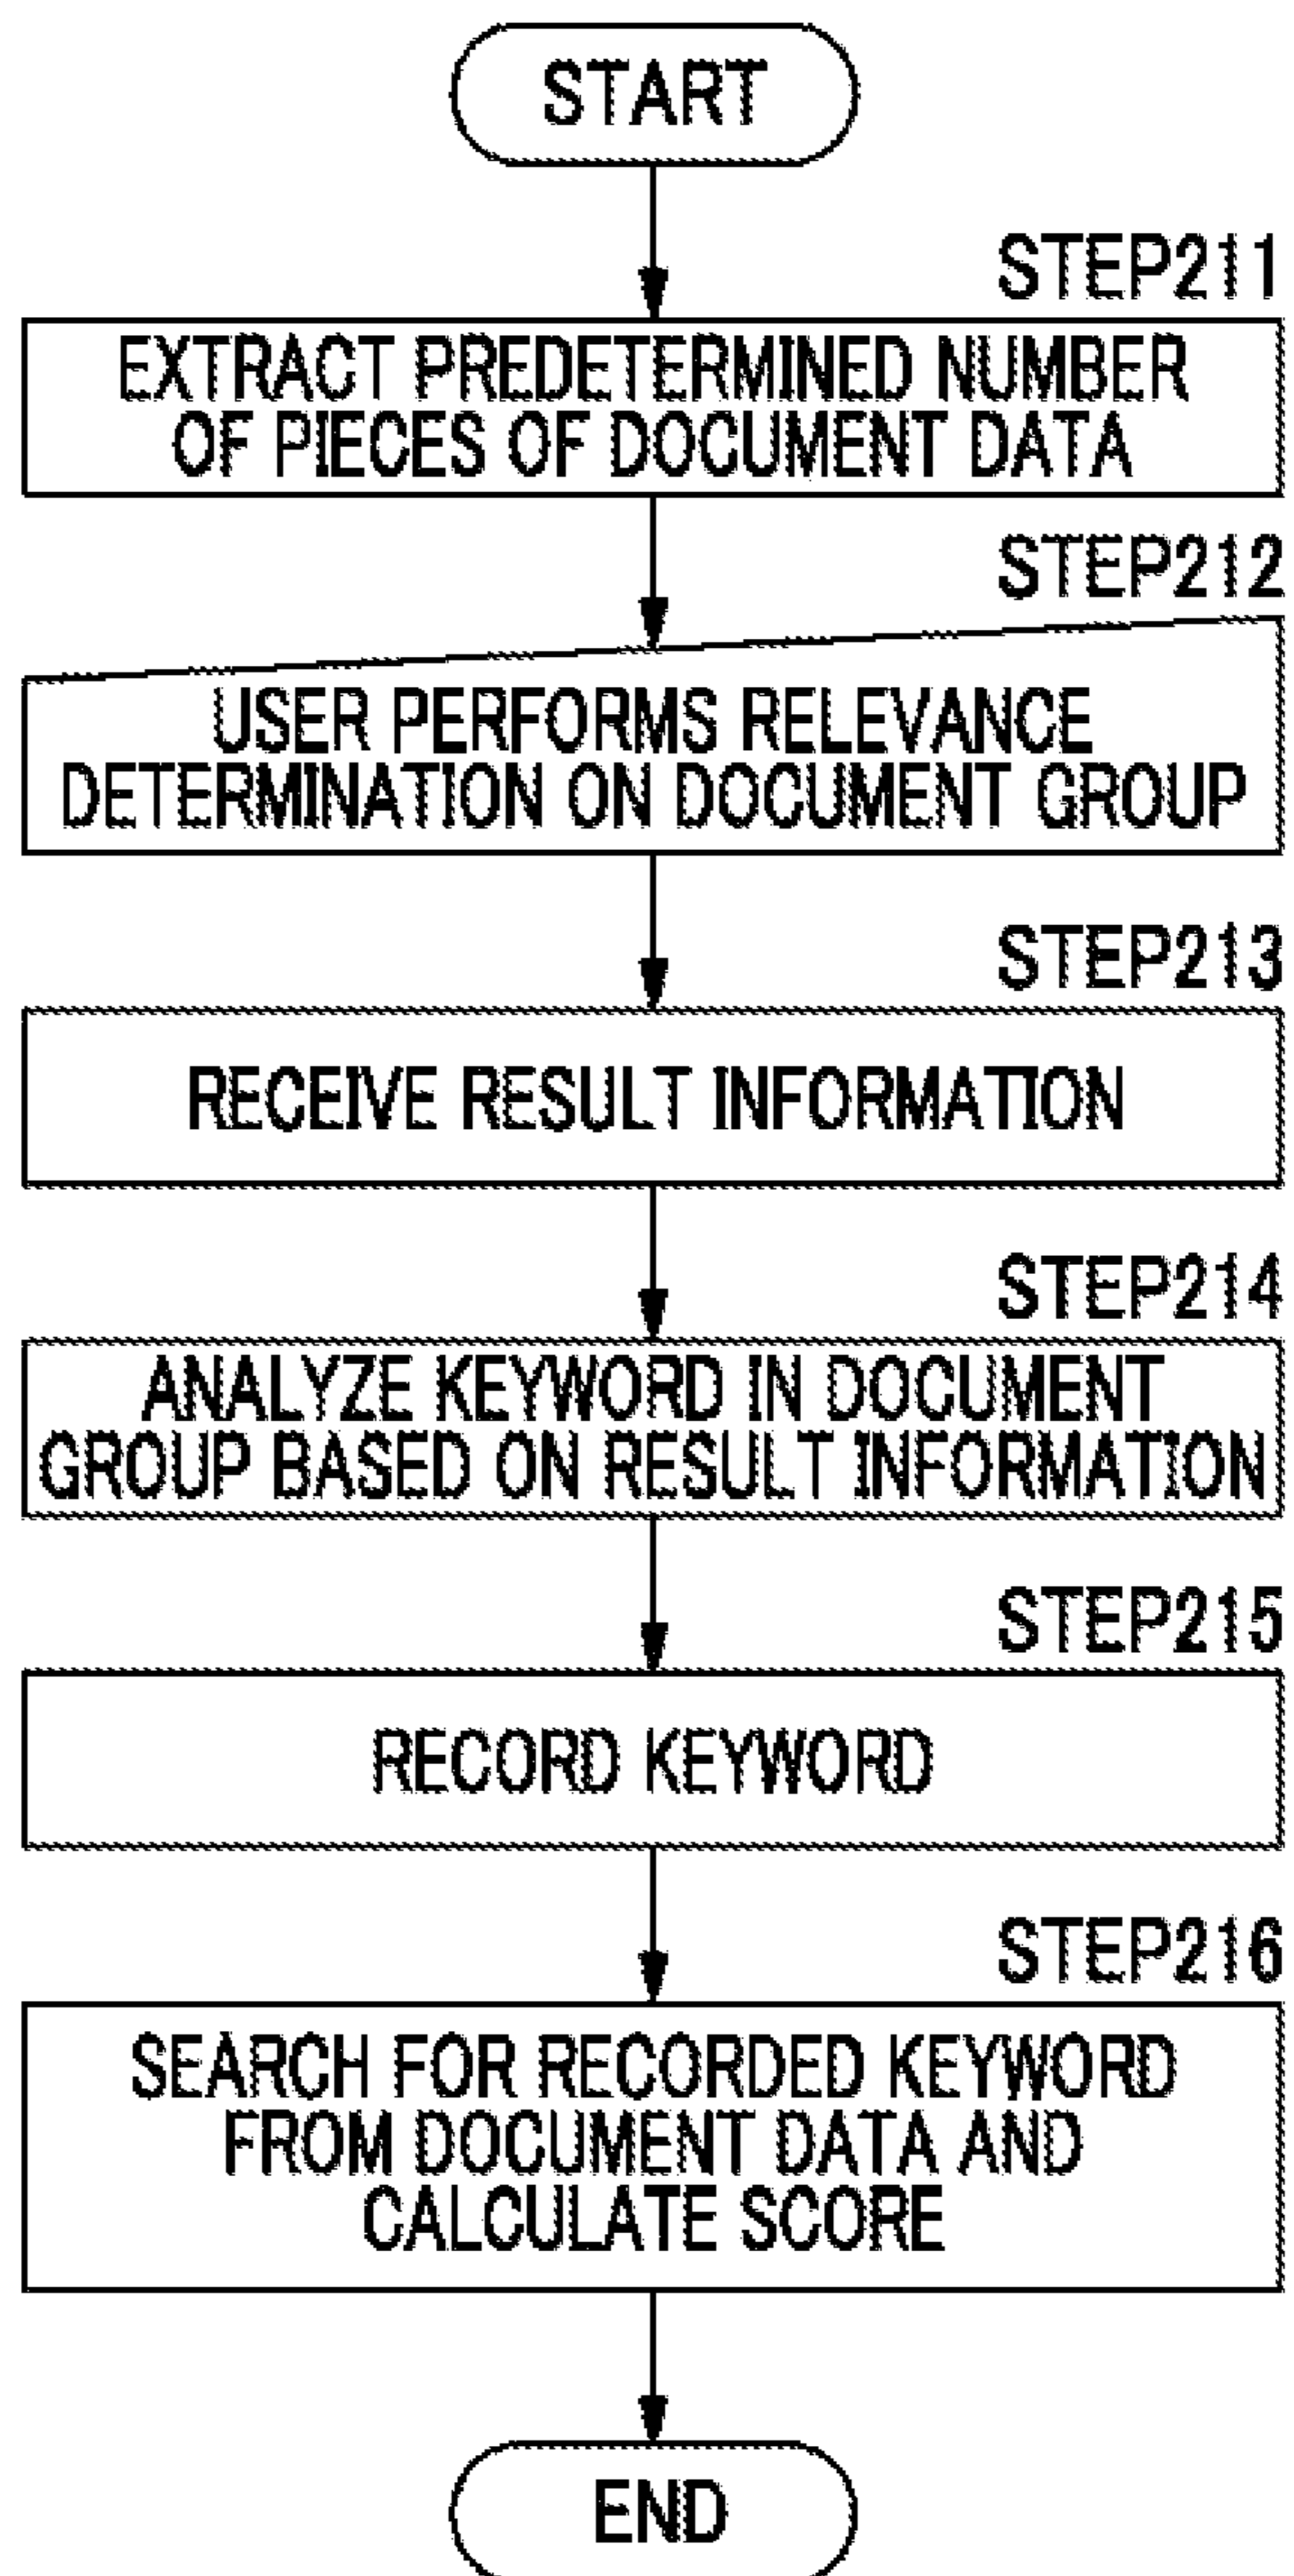 START
STEP211
EXTRACT PREDETERMINED NUMBER
OF PIECES OF DOCUMENT DATA
STEP212
USER PERFORMS RELEVANCE
DETERMINATION ON DOCUMENT GROUP
STEP213
RECEIVE RESULT INFORMATION
STEP214
ANALYZE KEYWORD IN DOCUMENT
GROUP BASED ON RESULT INFORMATION
STEP215
RECORD KEYWORD
STEP216
SEARCH FOR RECORDED KEYWORD
FROM DOCUMENT DATA AND
CALCULATE SCORE
END